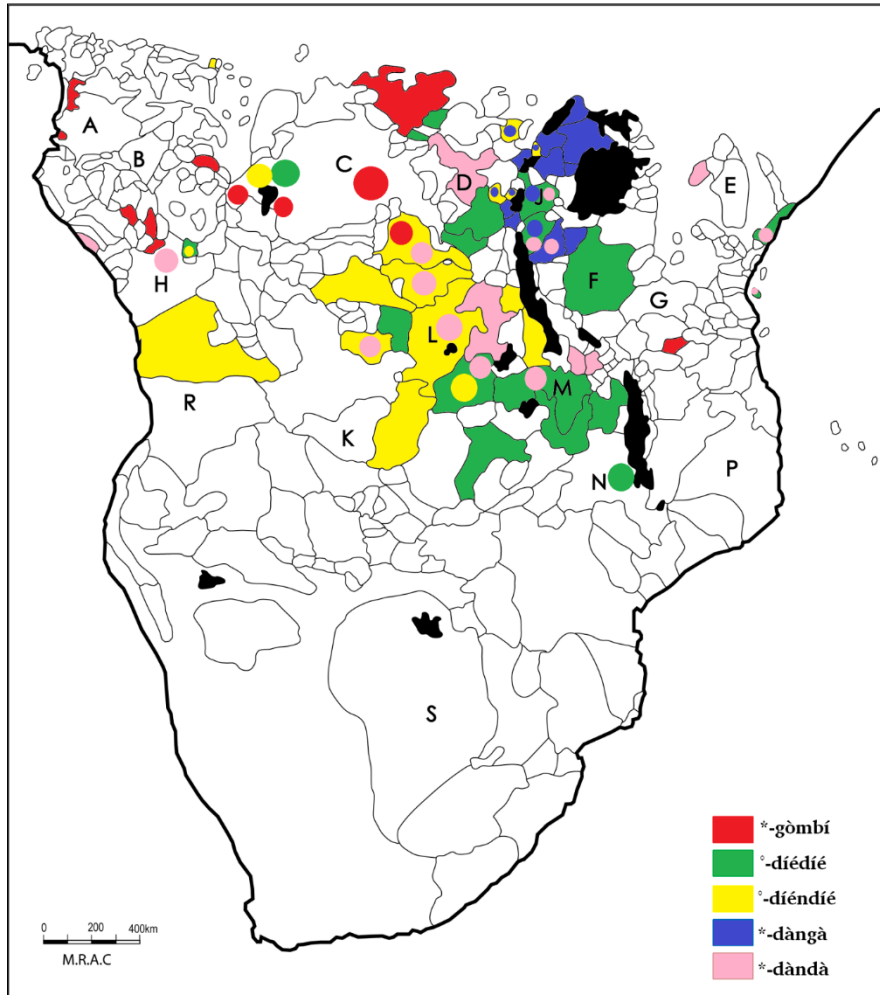 A
B
C
D
E
J
F
G
H
L
M
R
K
N
P
S
*-gòmbí
°-díédíé
°-díéndíé
*-dàngà
*-dàndà
0 200 400km
M.R.A.C